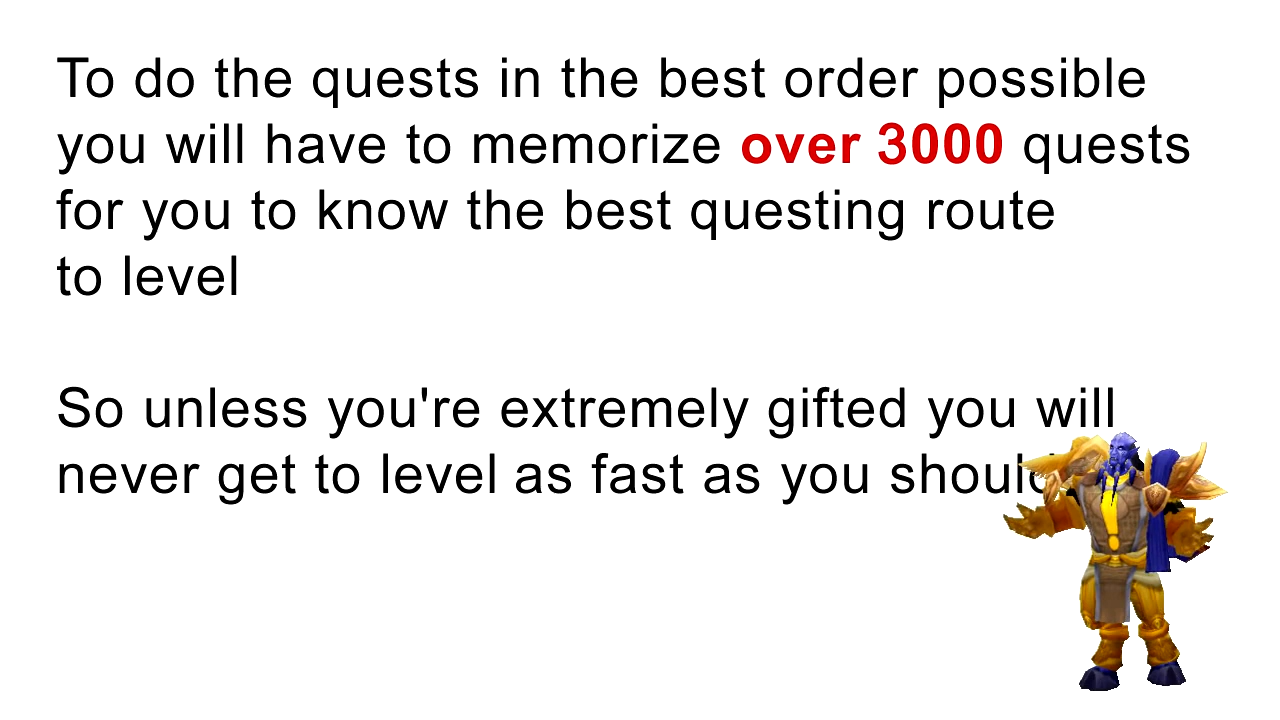 To do the quests in the best order possible
you will have to memorize over 3000 quests
for you to know the best questing route
to level
So unless you're extremely gifted you will
never get to level as fast as you should